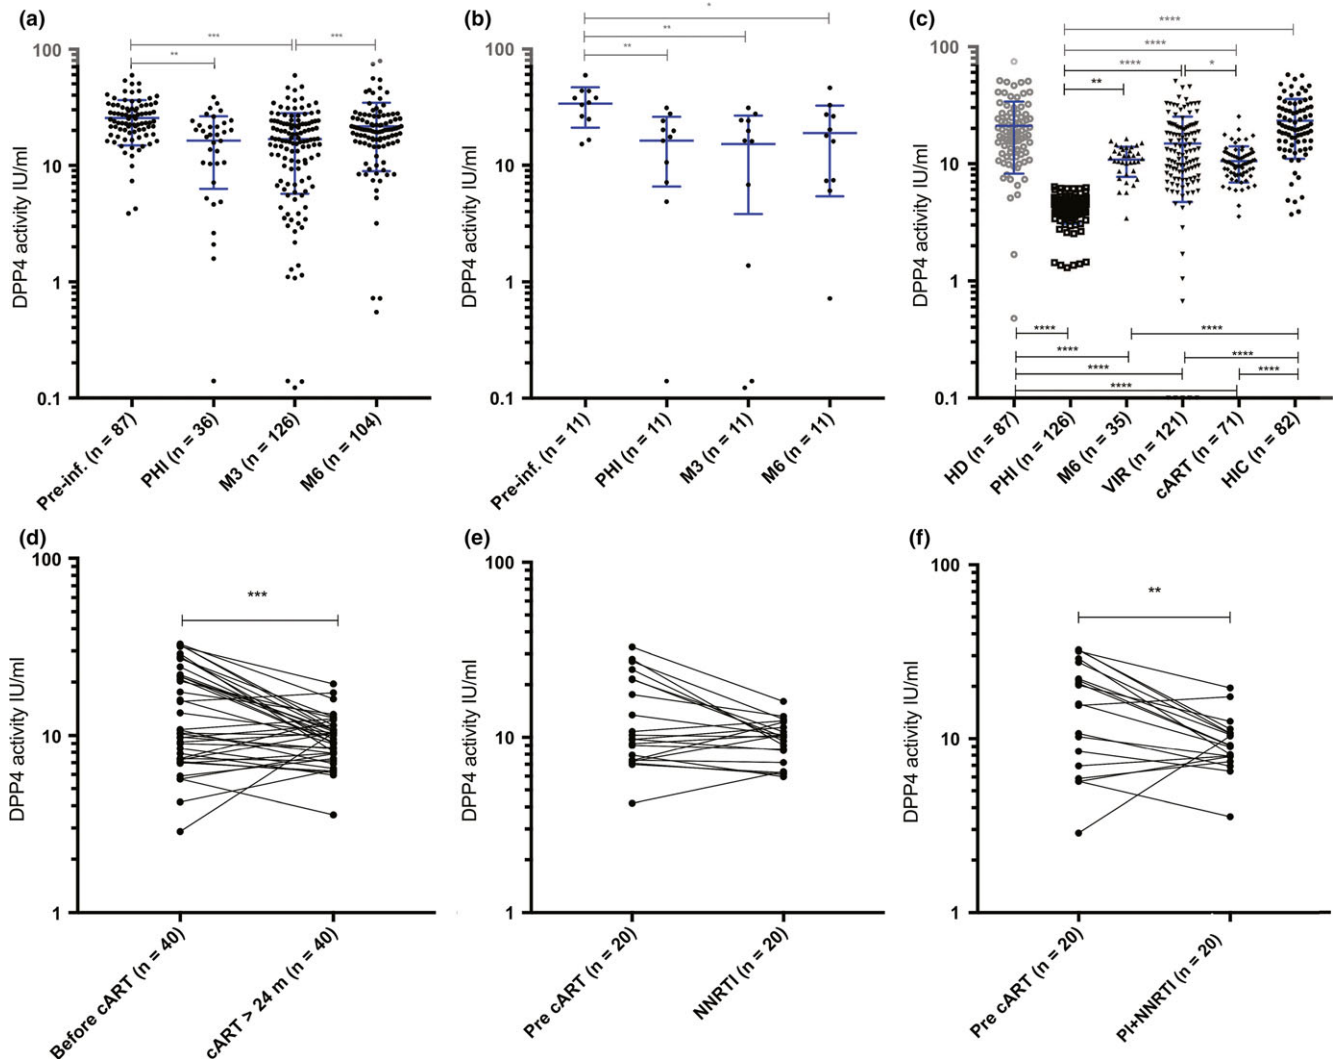 (a)
***
***
**
100
10
1
0.1
DPP4 activity IU/ml
Pre-inf. (n = 87)
PHI (n = 36)
M3 (n = 126)
M6 (n = 104)
(b)
*
**
**
100
10
1
0.1
DPP4 activity IU/ml
Pre-inf. (n = 11)
PHI (n = 11)
M3 (n = 11)
M6 (n = 11)
(c)
****
****
****
*
**
100
10
1
0.1
DPP4 activity IU/ml
****
****
****
****
****
****
****
HD (n = 87)
PHI (n = 126)
M6 (n = 35)
VIR (n = 121)
cART (n = 71)
HIC (n = 82)
(d)
***
100
10
1
DPP4 activity IU/ml
Before cART (n = 40)
cART > 24 m (n = 40)
(e)
100
10
1
DPP4 activity IU/ml
Pre cART (n = 20)
NNRTI (n = 20)
(f)
**
100
10
1
DPP4 activity IU/ml
Pre cART (n = 20)
PI+NNRTI (n = 20)